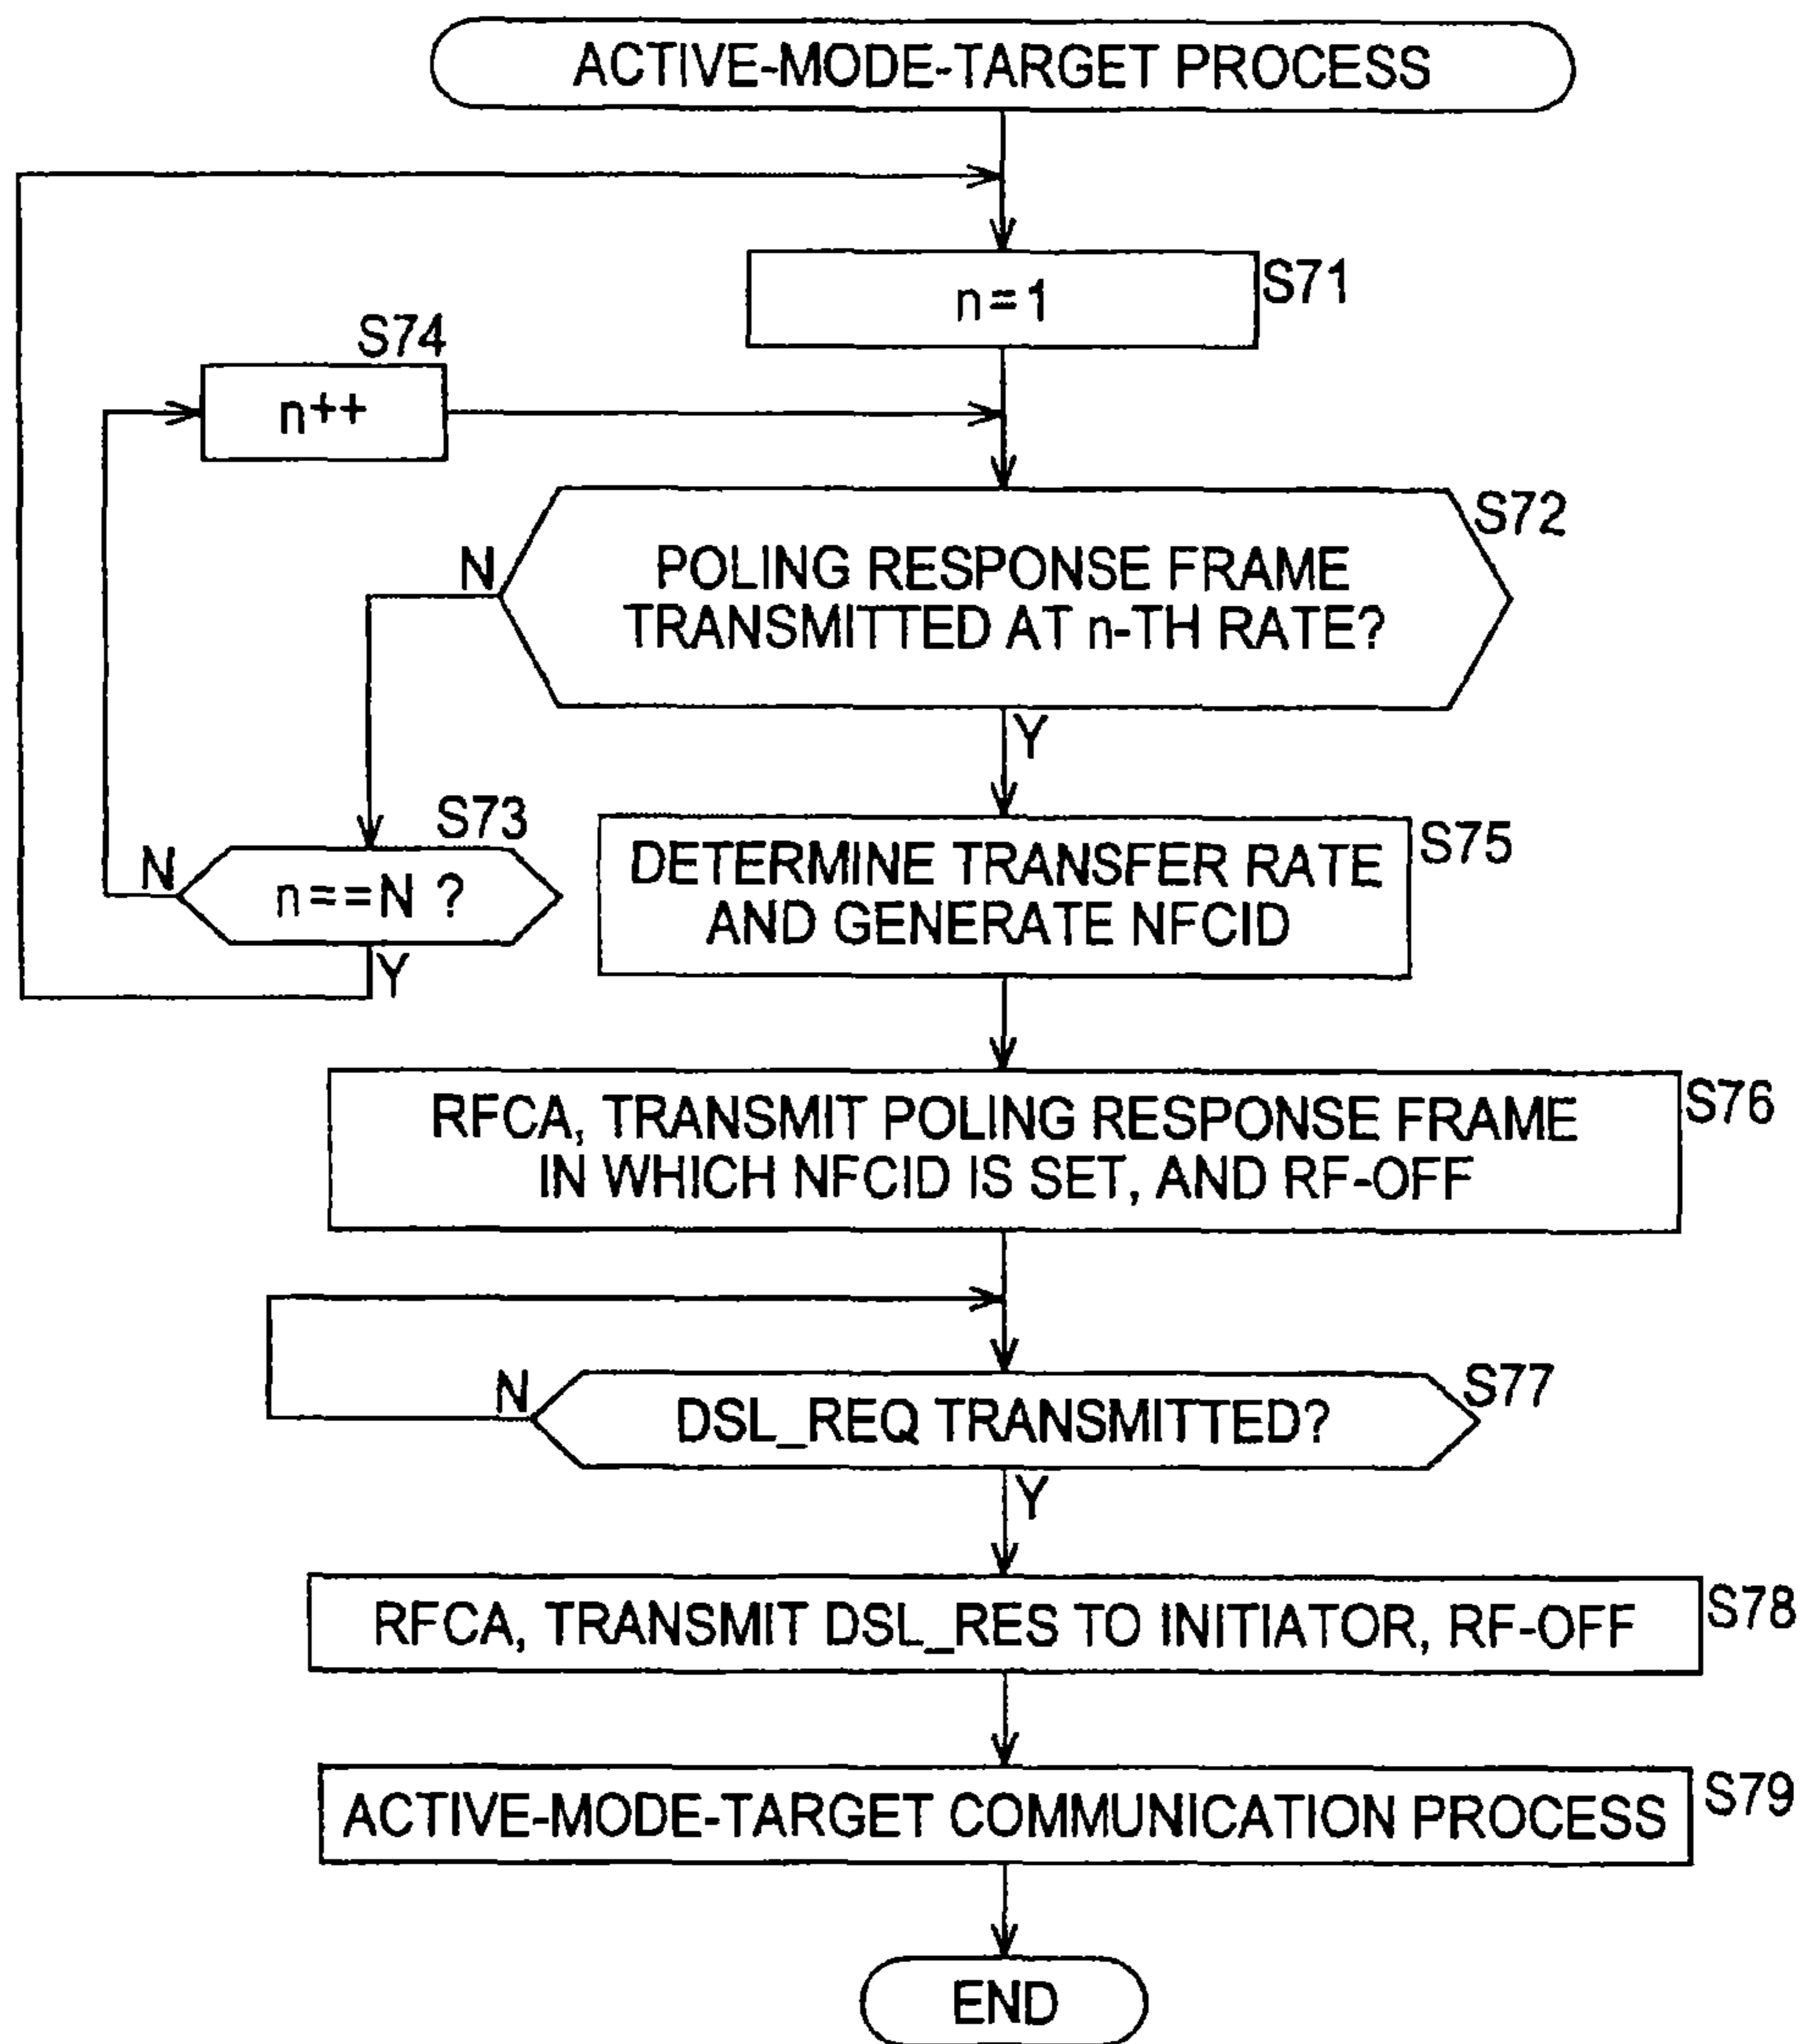 ACTIVE-MODE-TARGET PROCESS
n=1
S71
S74
n++
S72
N
POLING RESPONSE FRAME
TRANSMITTED AT n-TH RATE?
Y
S73
N
n==N ?
Y
S75
DETERMINE TRANSFER RATE
AND GENERATE NFCID
S76
RFCA, TRANSMIT POLING RESPONSE FRAME
IN WHICH NFCID IS SET, AND RF-OFF
S77
N
DSL_REQ TRANSMITTED?
Y
S78
RFCA, TRANSMIT DSL_RES TO INITIATOR, RF-OFF
S79
ACTIVE-MODE-TARGET COMMUNICATION PROCESS
END